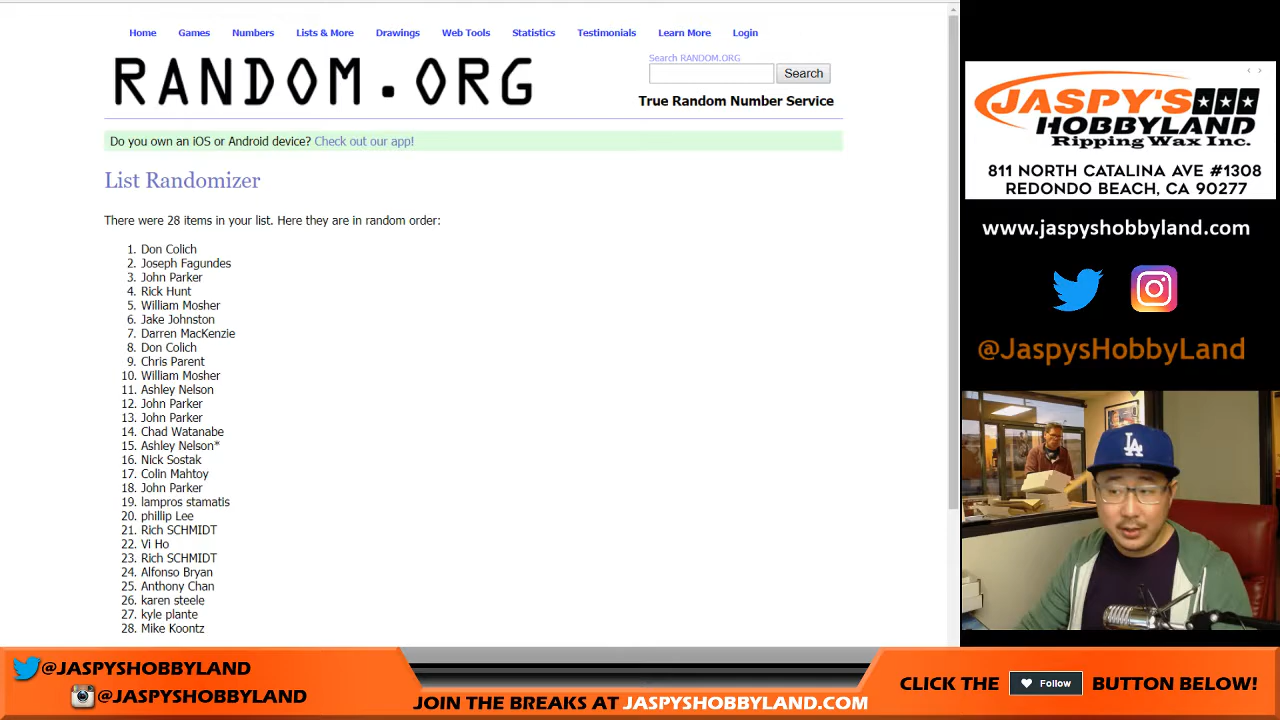 Home Games Numbers Lists & More Drawings Web Tools Statistics Testimonials Learn More Login
RANDOM.ORG
Search RANDOM.ORG
Search
True Random Number Service
Do you own an iOS or Android device? Check out our app!
List Randomizer
There were 28 items in your list. Here they are in random order:
1. Don Colich
2. Joseph Fagundes
3. John Parker
4. Rick Hunt
5. William Mosher
6. Jake Johnston
7. Darren MacKenzie
8. Don Colich
9. Chris Parent
10. William Mosher
11. Ashley Nelson
12. John Parker
13. John Parker
14. Chad Watanabe
15. Ashley Nelson*
16. Nick Sostak
17. Colin Mahtoy
18. John Parker
19. lampros stamatis
20. phillip Lee
21. Rich SCHMIDT
22. Vi Ho
23. Rich SCHMIDT
24. Alfonso Bryan
25. Anthony Chan
26. karen steele
27. kyle plante
28. Mike Koontz
JASPY'S
HOBBYLAND
Ripping Wax Inc.
811 NORTH CATALINA AVE #1308
REDONDO BEACH, CA 90277
www.jaspyshobbyland.com
@JaspysHobbyLand
LA
@JASPYSHOBBYLAND
@JASPYSHOBBYLAND
JOIN THE BREAKS AT JASPYSHOBBYLAND.COM
CLICK THE Follow BUTTON BELOW!